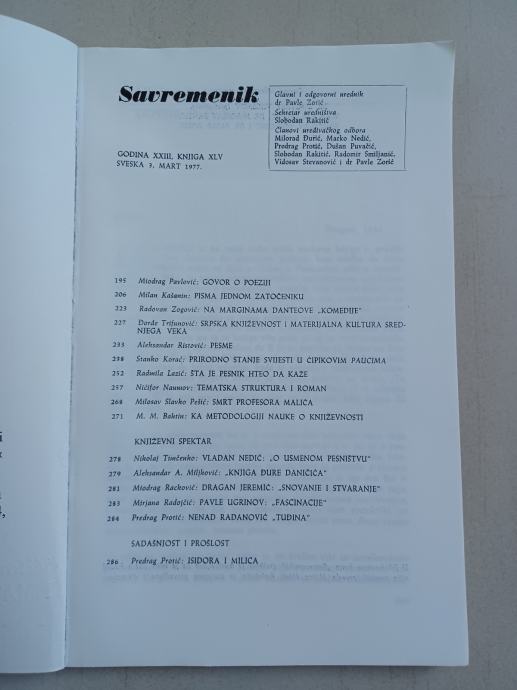 Savremenik
Glavni i odgovorni urednik
dr Pavle Zorić
Sekretar uredništva
Slobodan Rakitić
Članovi uređivačkog odbora
Milorad Đurić, Marko Nedić,
Predrag Protić, Dušan Puvačić,
Slobodan Rakitić, Radomir Smiljanić,
Vidosav Stevanović i dr Pavle Zorić
GODINA XXIII, KNJIGA XLV
SVESKA 3, MART 1977.
195 Miodrag Pavlović: GOVOR O POEZIJI
206 Milan Kašanin: PISMA JEDNOM ZATOČENIKU
223 Radovan Zogović: NA MARGINAMA DANTEOVE „KOMEDIJE"
227 Đorđe Trifunović: SRPSKA KNJIŽEVNOST I MATERIJALNA KULTURA SRED-
NJEGA VEKA
233 Aleksandar Ristović: PESME
238 Stanko Korać: PRIRODNO STANJE SVIJESTI U ĆIPIKOVIM PAUCIMA
252 Radmila Lazić: ŠTA JE PESNIK HTEO DA KAŽE
257 Ničifor Naumov: TEMATSKA STRUKTURA I ROMAN
268 Milosav Slavko Pešić: SMRT PROFESORA MALIĆA
271 M. M. Bahtin: KA METODOLOGIJI NAUKE O KNJIŽEVNOSTI
KNJIŽEVNI SPEKTAR
278 Nikolaj Timčenko: VLADAN NEDIĆ: „O USMENOM PESNIŠTVU"
279 Aleksandar A. Miljković: „KNJIGA ĐURE DANIČIĆA"
281 Miodrag Racković: DRAGAN JEREMIĆ: „SNOVANJE I STVARANJE"
283 Mirjana Radojčić: PAVLE UGRINOV: „FASCINACIJE"
284 Predrag Protić: NENAD RADANOVIĆ „TUĐINA"
SADAŠNJOST I PROŠLOST
286 Predrag Protić: ISIDORA I MILICA